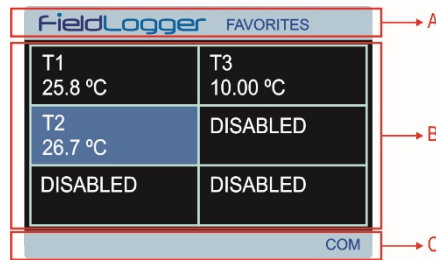 FieldLogger FAVORITES
A
T1
25.8 ºC
T3
10.00 ºC
T2
26.7 ºC
DISABLED
B
DISABLED
DISABLED
COM
C